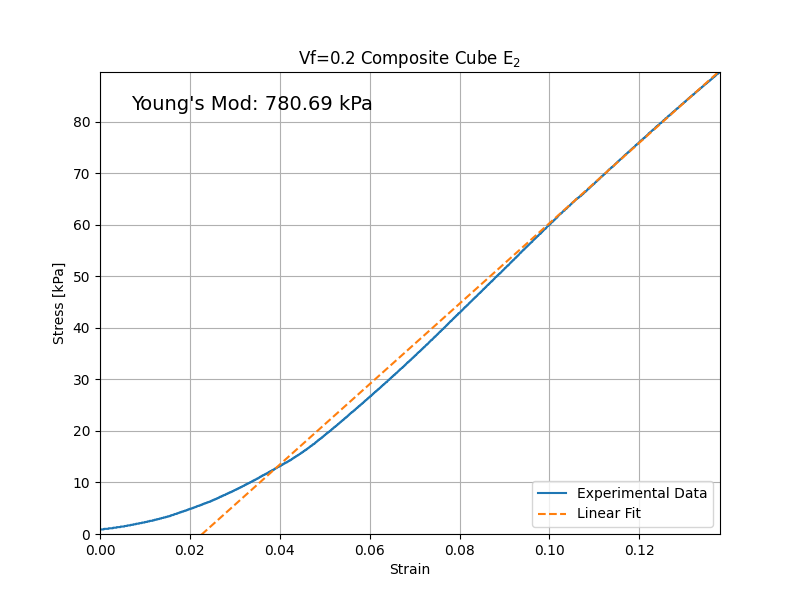 Vf=0.2 Composite Cube E₂
Young's Mod: 780.69 kPa
80
70
60
50
40
30
20
10
0
Stress [kPa]
0.00 0.02 0.04 0.06 0.08 0.10 0.12
Strain
Experimental Data
Linear Fit